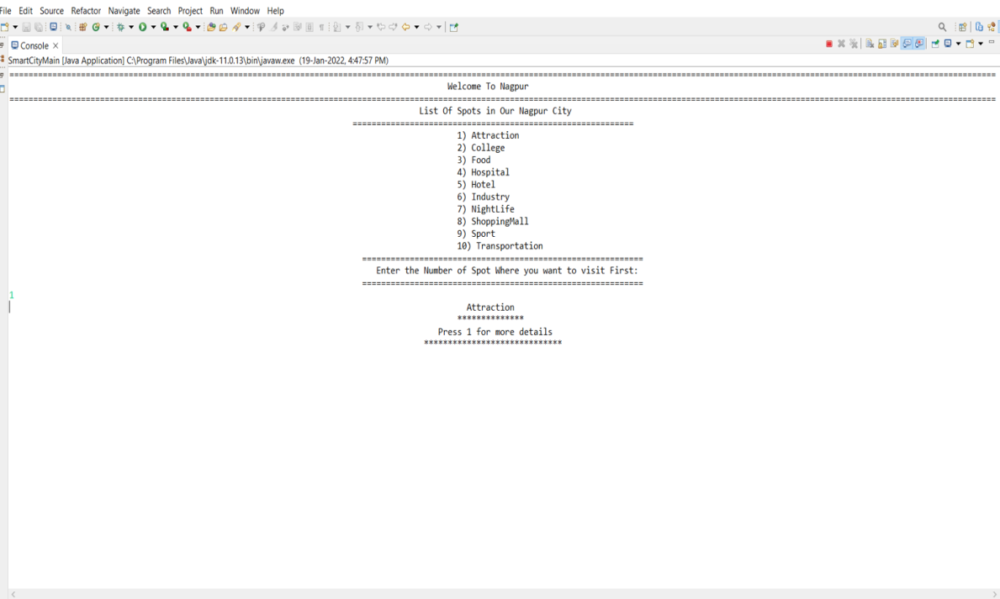 File Edit Source Refactor Navigate Search Project Run Window Help
Console
SmartCityMain [Java Application] C:\Program Files\Java\jdk-11.0.13\bin\javaw.exe (19-Jan-2022, 4:47:57 PM)
Welcome To Nagpur
List Of Spots in Our Nagpur City
1) Attraction
2) College
3) Food
4) Hospital
5) Hotel
6) Industry
7) NightLife
8) ShoppingMall
9) Sport
10) Transportation
Enter the Number of Spot Where you want to visit First:
1
Attraction
**************
Press 1 for more details
*****************************